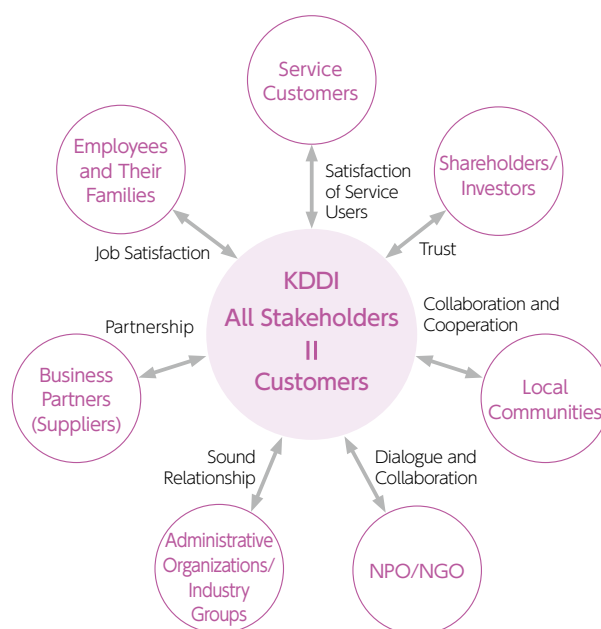 Service
Customers
Employees
and Their
Families
Shareholders/
Investors
Satisfaction
of Service
Users
Job Satisfaction
Trust
KDDI
All Stakeholders
II
Customers
Partnership
Collaboration and
Cooperation
Business
Partners
(Suppliers)
Local
Communities
Sound
Relationship
Dialogue and
Collaboration
Administrative
Organizations/
Industry
Groups
NPO/NGO